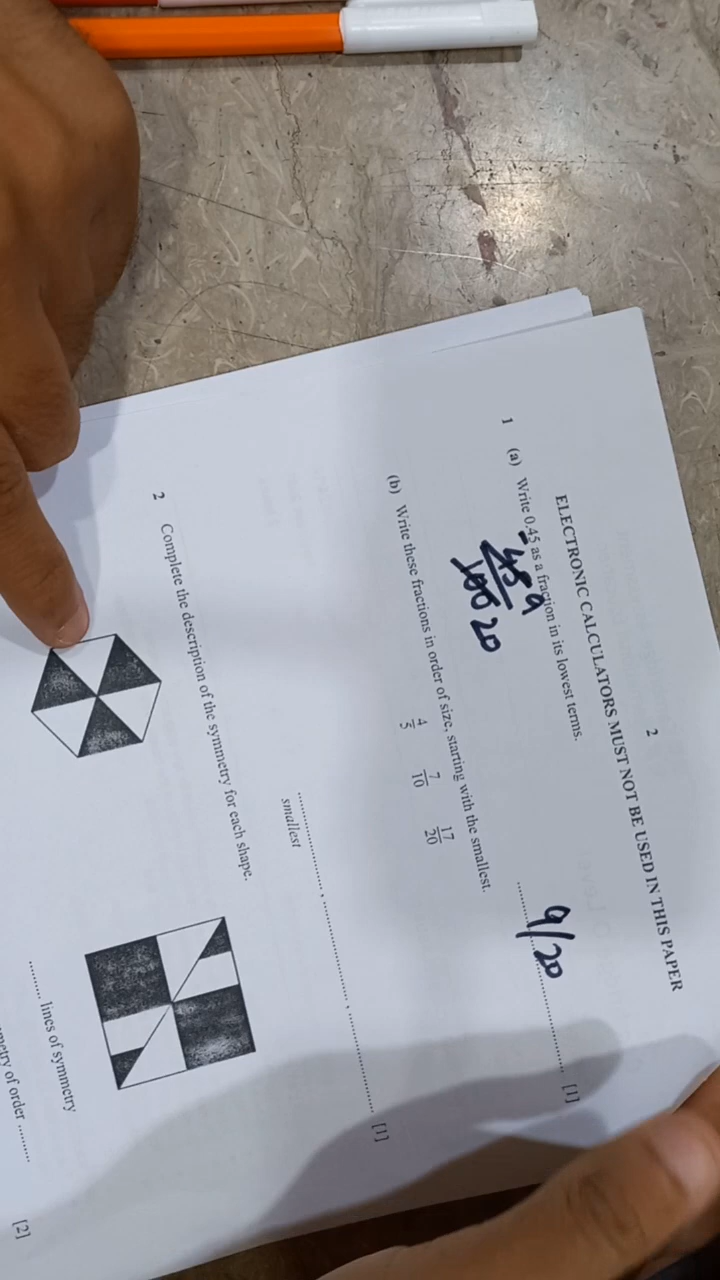 2
ELECTRONIC CALCULATORS MUST NOT BE USED IN THIS PAPER
1 (a) Write 0.45 as a fraction in its lowest terms.
45 9
100 20
9/20 [1]
(b) Write these fractions in order of size, starting with the smallest.
4/5 7/10 17/20
.................... , .................... , .................... [1]
smallest
2 Complete the description of the symmetry for each shape.
........ lines of symmetry
of order ......... [2]